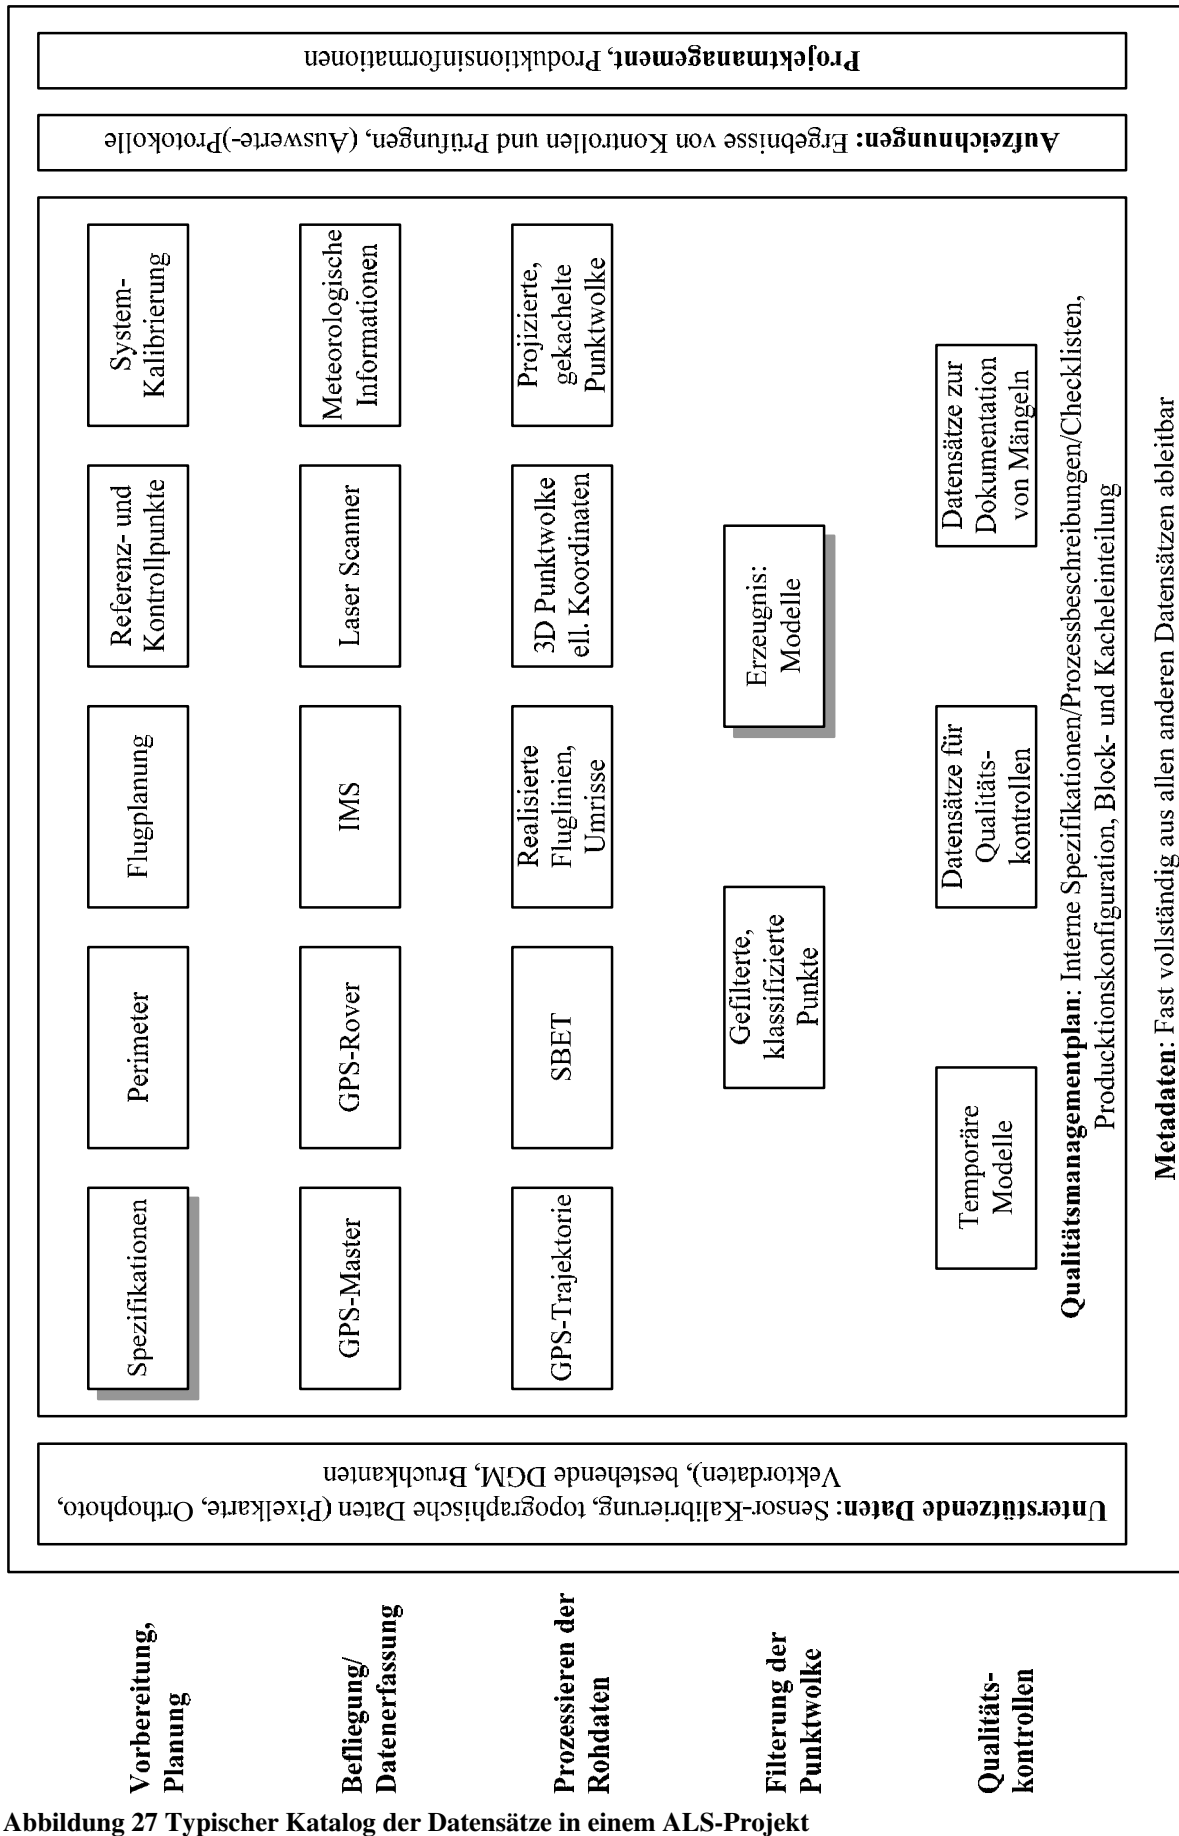 Vorbereitung,
Planung
Befliegung/
Datenerfassung
Prozessieren der
Rohdaten
Filterung der
Punktwolke
Qualitäts-
kontrollen
Unterstützende Daten: Sensor-Kalibrierung, topographische Daten (Pixelkarte, Orthophoto,
Vektordaten), bestehende DGM, Bruchkanten
Spezifikationen
Perimeter
Flugplanung
Referenz- und
Kontrollpunkte
System-
Kalibrierung
GPS-Master
GPS-Rover
IMS
Laser Scanner
Meteorologische
Informationen
GPS-Trajektorie
SBET
Realisierte
Fluglinien,
Umrisse
3D Punktwolke
ell. Koordinaten
Projizierte,
gekachelte
Punktwolke
Gefilterte,
klassifizierte
Punkte
Erzeugnis:
Modelle
Temporäre
Modelle
Datensätze für
Qualitäts-
kontrollen
Datensätze zur
Dokumentation
von Mängeln
Qualitätsmanagementplan: Interne Spezifikationen/Prozessbeschreibungen/Checklisten,
Producktionskonfiguration, Block- und Kacheleinteilung
Aufzeichnungen: Ergebnisse von Kontrollen und Prüfungen, (Auswerte-)Protokolle
Projektmanagement, Produktionsinformationen
Metadaten: Fast vollständig aus allen anderen Datensätzen ableitbar
Abbildung 27 Typischer Katalog der Datensätze in einem ALS-Projekt